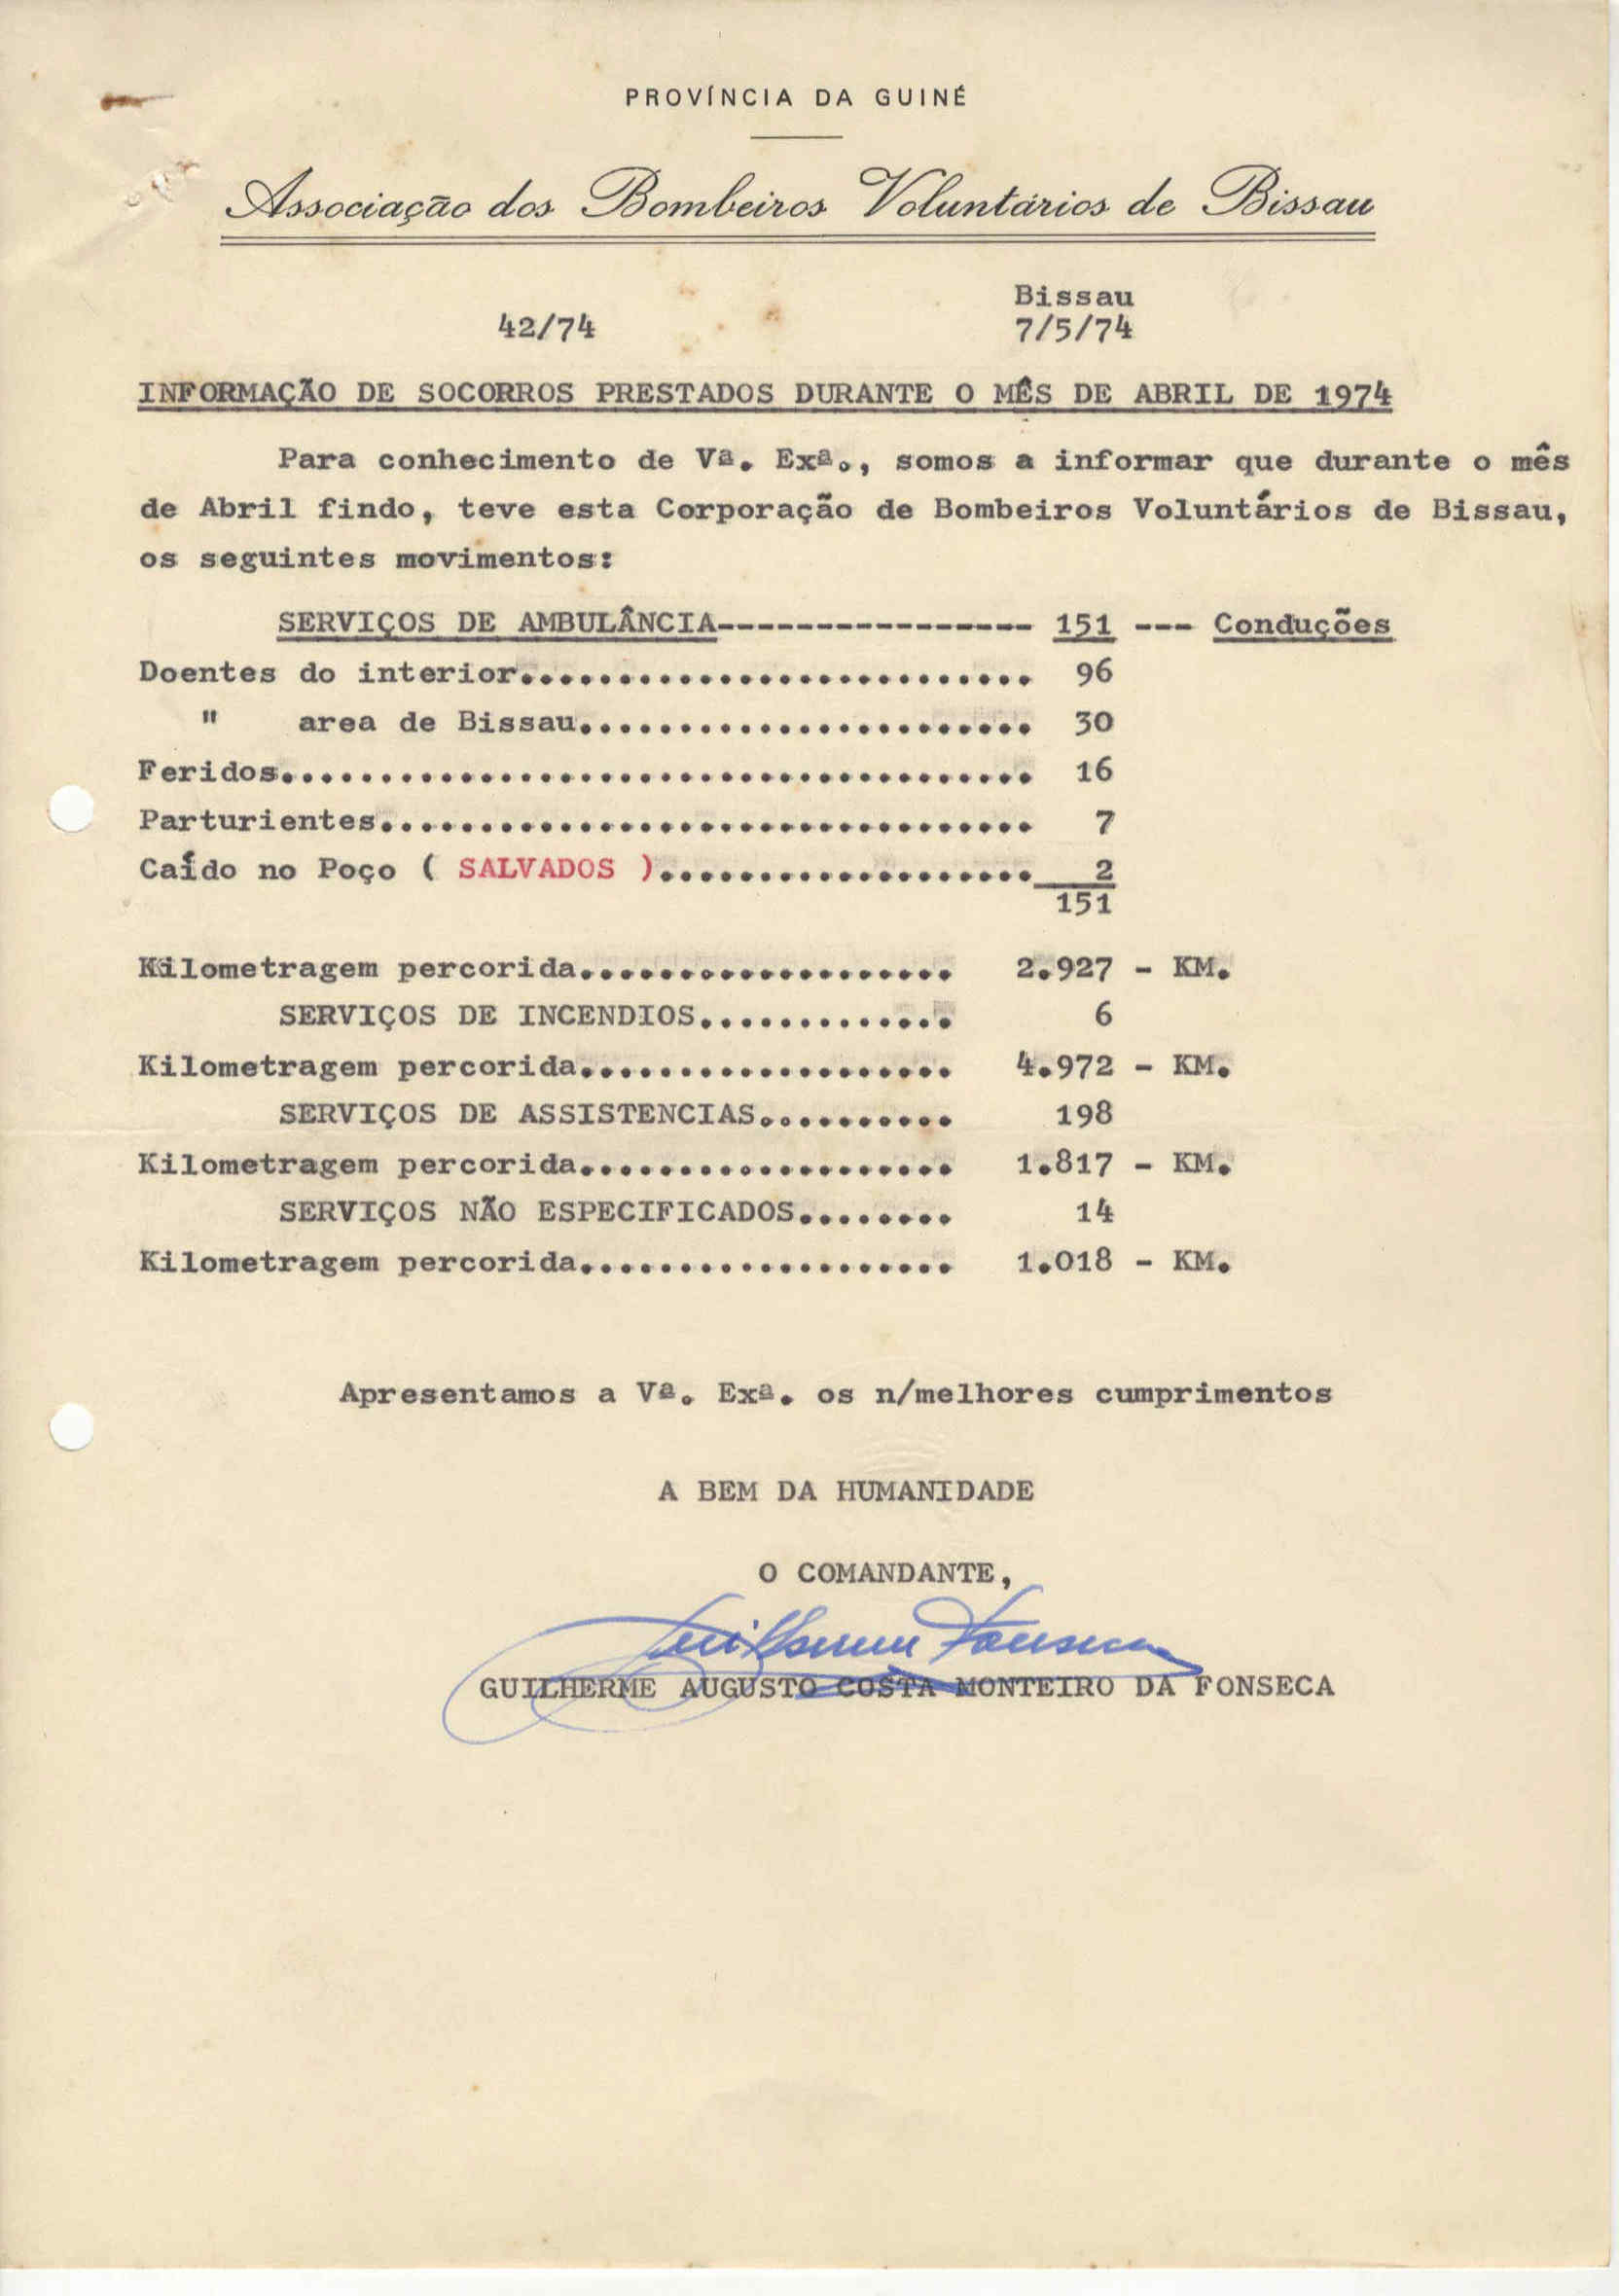 PROVÍNCIA DA GUINÉ
Associação dos Bombeiros Voluntários de Bissau
Bissau
42/74 7/5/74
INFORMAÇÃO DE SOCORROS PRESTADOS DURANTE O MÊS DE ABRIL DE 1974
Para conhecimento de Vª. Exª., somos a informar que durante o mês
de Abril findo, teve esta Corporação de Bombeiros Voluntários de Bissau,
os seguintes movimentos:
SERVIÇOS DE AMBULÂNCIA---------------- 151 --- Conduções
Doentes do interior.......................... 96
" area de Bissau....................... 30
Feridos...................................... 16
Parturientes................................. 7
Caído no Poço ( SALVADOS )................... 2
151
Kilometragem percorida................... 2.927 - KM.
SERVIÇOS DE INCENDIOS............. 6
Kilometragem percorida................... 4.972 - KM.
SERVIÇOS DE ASSISTENCIAS.......... 198
Kilometragem percorida................... 1.817 - KM.
SERVIÇOS NÃO ESPECIFICADOS........ 14
Kilometragem percorida................... 1.018 - KM.
Apresentamos a Vª. Exª. os n/melhores cumprimentos
A BEM DA HUMANIDADE
O COMANDANTE,
Guilherme Fonseca
GUILHERME AUGUSTO COSTA MONTEIRO DA FONSECA